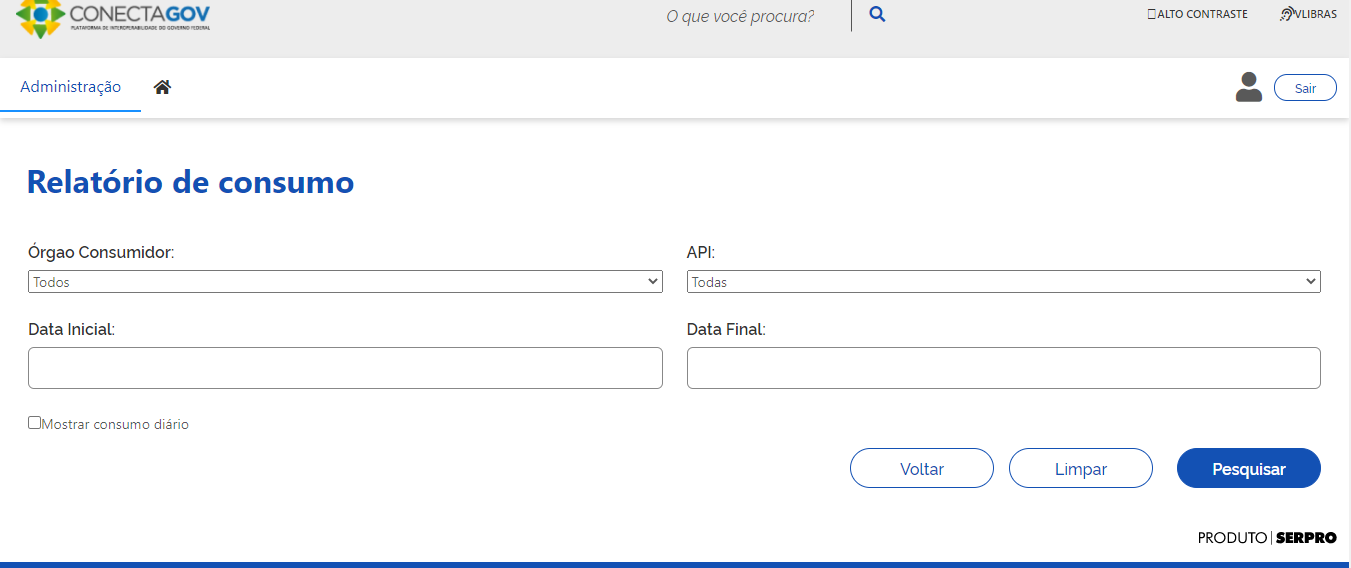 CONECTAGOV
PLATAFORMA DE INTEROPERABILIDADE DO GOVERNO FEDERAL
O que você procura?
ALTO CONTRASTE
VLIBRAS
Administração
Sair
Relatório de consumo
Órgao Consumidor:
API:
Todos
Todas
Data Inicial:
Data Final:
Mostrar consumo diário
Voltar
Limpar
Pesquisar
PRODUTO | SERPRO